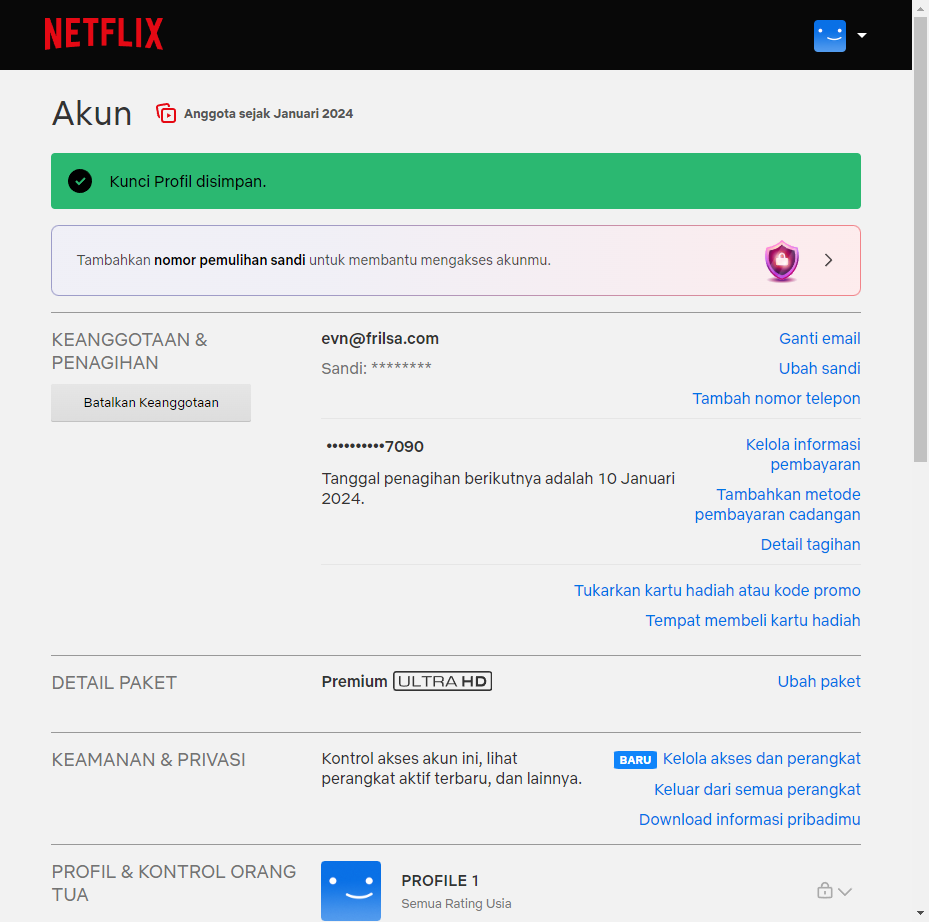 NETFLIX
Akun
Anggota sejak Januari 2024
Kunci Profil disimpan.
Tambahkan nomor pemulihan sandi untuk membantu mengakses akunmu.
KEANGGOTAAN &
PENAGIHAN
Batalkan Keanggotaan
evn@frilsa.com
Ganti email
Sandi: ********
Ubah sandi
Tambah nomor telepon
••••••••••7090
Kelola informasi
pembayaran
Tanggal penagihan berikutnya adalah 10 Januari
2024.
Tambahkan metode
pembayaran cadangan
Detail tagihan
Tukarkan kartu hadiah atau kode promo
Tempat membeli kartu hadiah
DETAIL PAKET
Premium ULTRA HD
Ubah paket
KEAMANAN & PRIVASI
Kontrol akses akun ini, lihat
perangkat aktif terbaru, dan lainnya.
BARU Kelola akses dan perangkat
Keluar dari semua perangkat
Download informasi pribadimu
PROFIL & KONTROL ORANG
TUA
PROFILE 1
Semua Rating Usia